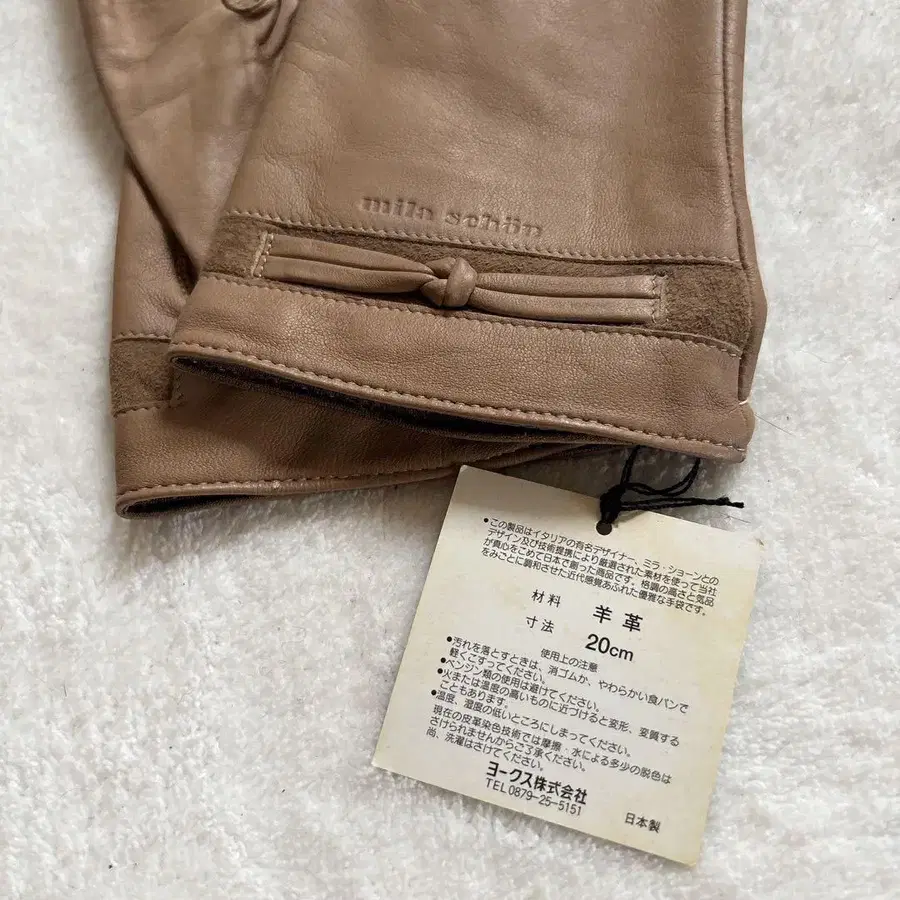 mila schön
•この製品はイタリアの有名デザイナー、ミラ・ショーンとの
デザイン及び技術提携により厳選された素材を使って当社
が真心をこめて日本で創った商品です。格調の高さと気品
をみごとに調和させた近代感覚あふれた優雅な手袋です。
材料 羊革
寸法 20cm
使用上の注意
•汚れを落とすときは、消ゴムか、やわらかい食パンで
軽くこすってください。
•ベンジン類の使用は避けてください。
•火または温度の高いものに近づけると変形、変質する
こともあります。
•温度、湿度の低いところにしまってください。
現在の皮革染色技術では摩擦・水による多少の脱色は
さけられませんからご了承ください。
尚、洗濯はさけてください。
ヨークス株式会社
TEL0879-25-5151
日本製